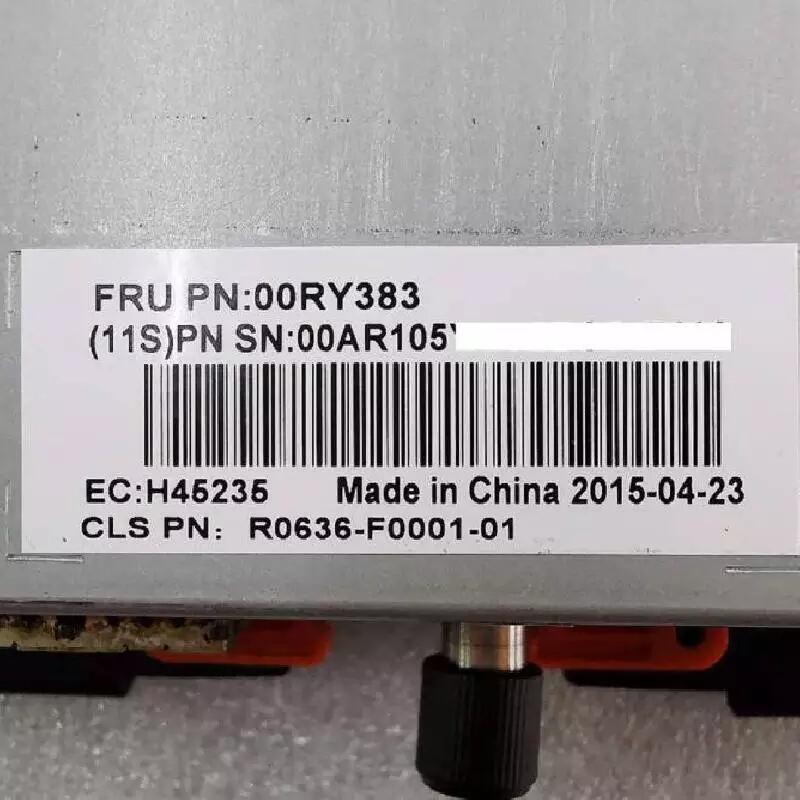 FRU PN:00RY383
(11S)PN SN:00AR105Y
EC:H45235 Made in China 2015-04-23
CLS PN: R0636-F0001-01